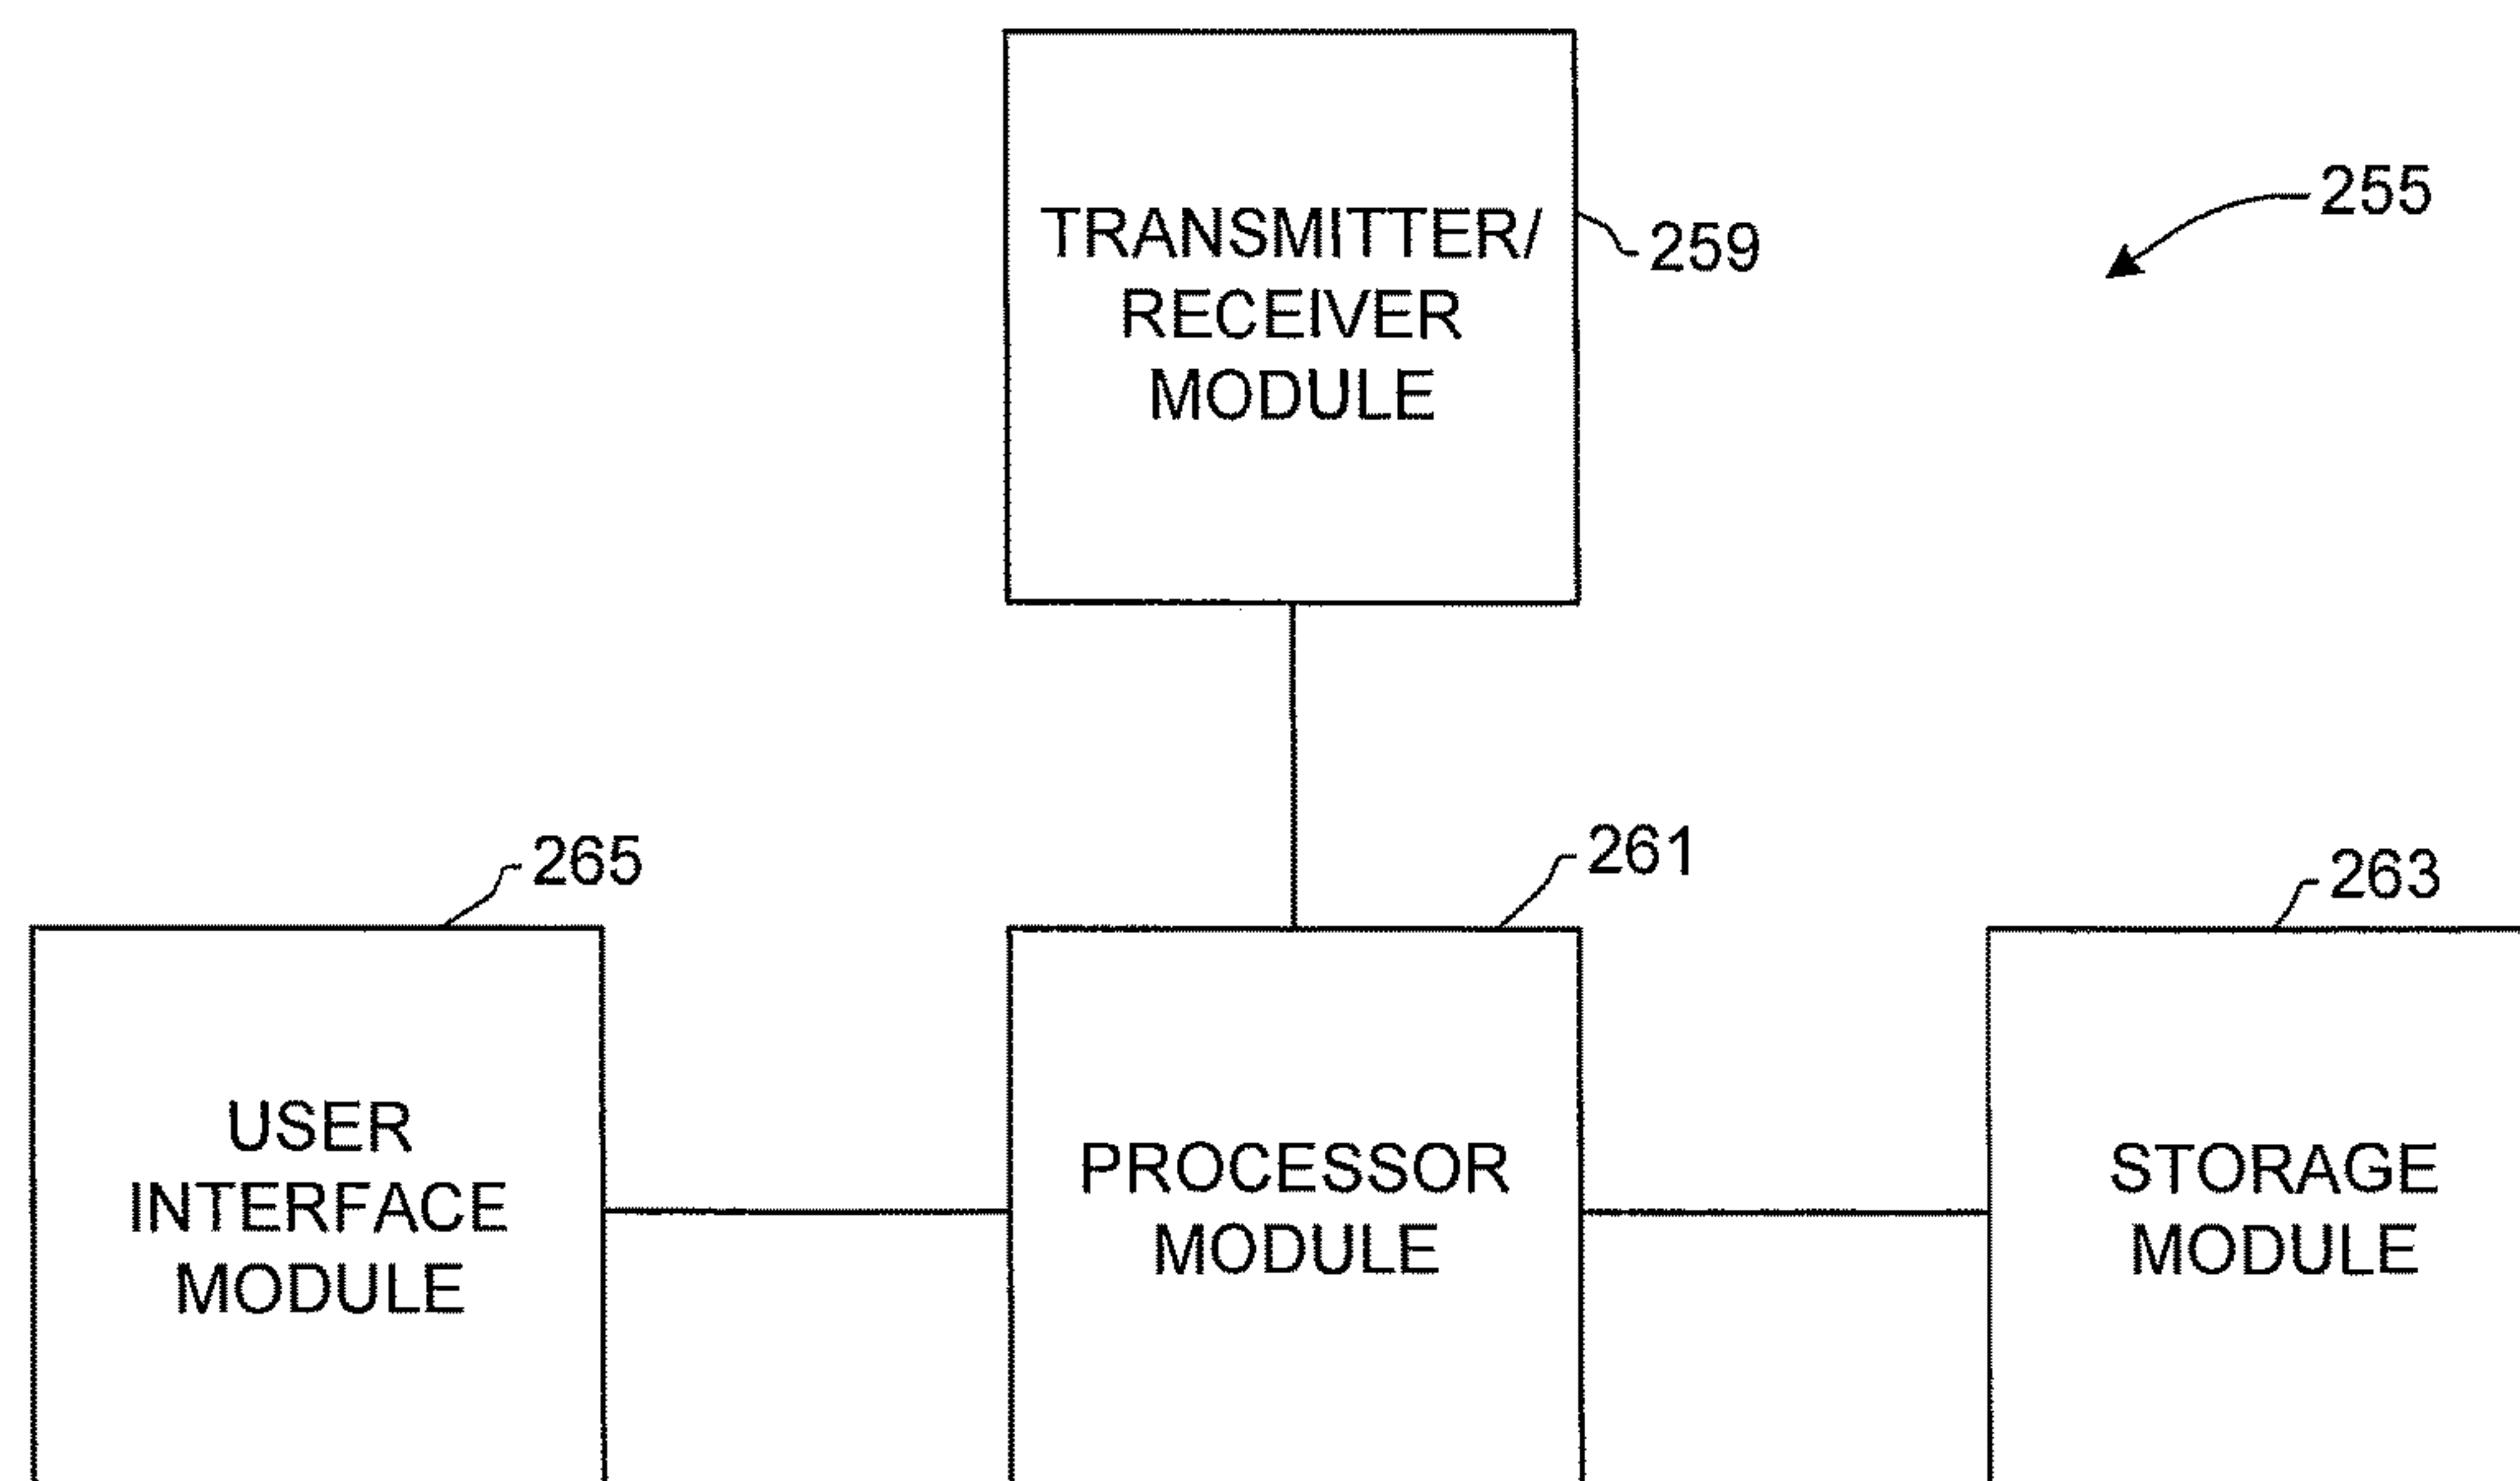 TRANSMITTER/
RECEIVER
MODULE
259
255
265
261
263
USER
INTERFACE
MODULE
PROCESSOR
MODULE
STORAGE
MODULE